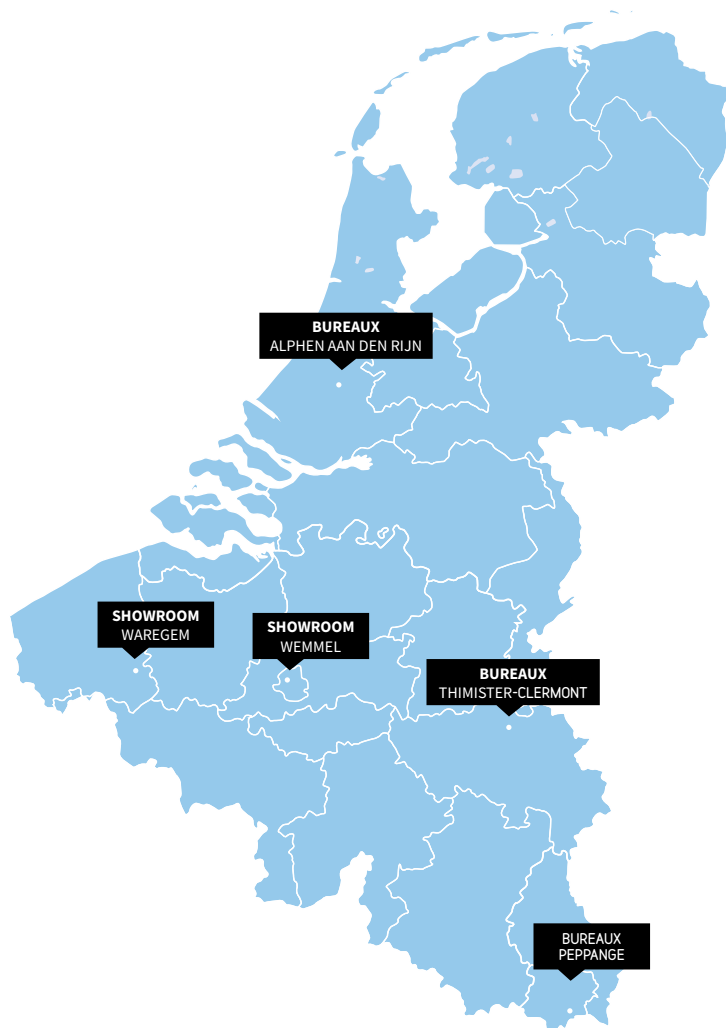 BUREAUX
ALPHEN AAN DEN RIJN
SHOWROOM
WAREGEM
SHOWROOM
WEMMEL
BUREAUX
THIMISTER-CLERMONT
BUREAUX
PEPPANGE